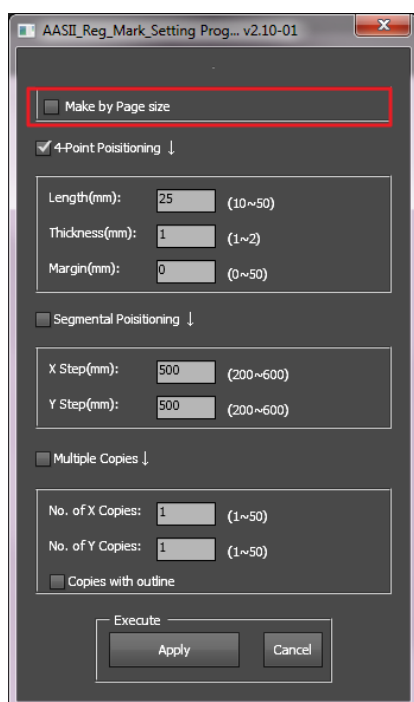 AASII_Reg_Mark_Setting Prog... v2.10-01
Make by Page size
4-Point Poisitioning ↓
Length(mm): 25 (10~50)
Thickness(mm): 1 (1~2)
Margin(mm): 0 (0~50)
Segmental Poisitioning ↓
X Step(mm): 500 (200~600)
Y Step(mm): 500 (200~600)
Multiple Copies ↓
No. of X Copies: 1 (1~50)
No. of Y Copies: 1 (1~50)
Copies with outline
Execute
Apply Cancel